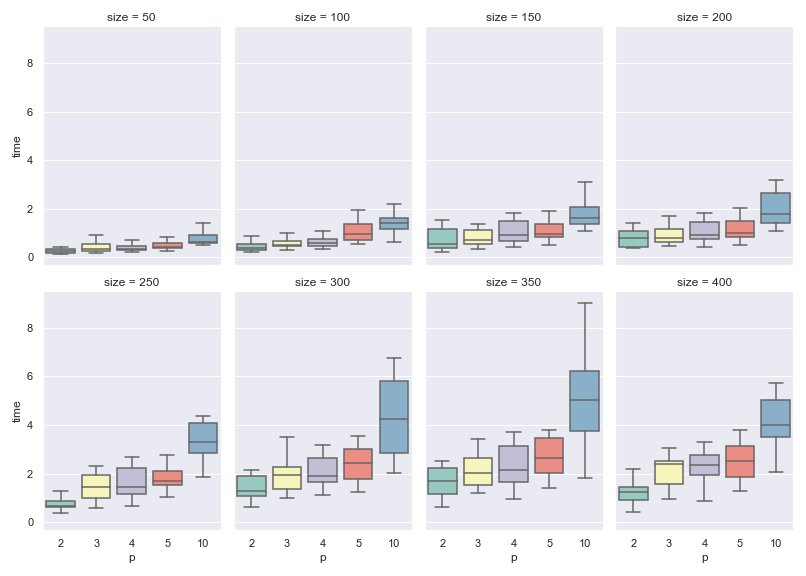 size = 50
size = 100
size = 150
size = 200
8
6
4
2
0
time
size = 250
size = 300
size = 350
size = 400
8
6
4
2
0
time
2 3 4 5 10
2 3 4 5 10
2 3 4 5 10
2 3 4 5 10
p
p
p
p